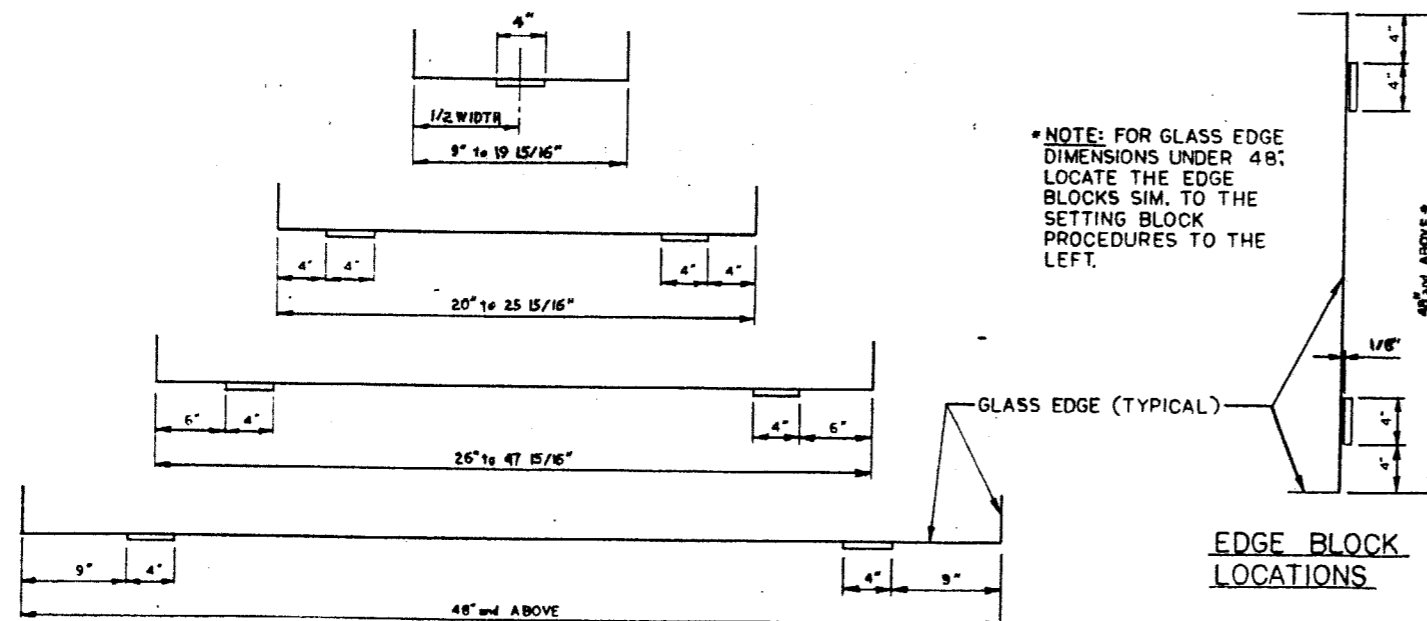 4"
1/2 WIDTH
9" to 19 15/16"
4" 4" 4" 4"
20" to 25 15/16"
6" 4" 4" 6"
26" to 47 15/16"
9" 4" 4" 9"
48" and ABOVE
*NOTE: FOR GLASS EDGE
DIMENSIONS UNDER 48",
LOCATE THE EDGE
BLOCKS SIM. TO THE
SETTING BLOCK
PROCEDURES TO THE
LEFT.
GLASS EDGE (TYPICAL)
4"
4"
48" and ABOVE*
1/8"
4"
4"
EDGE BLOCK
LOCATIONS